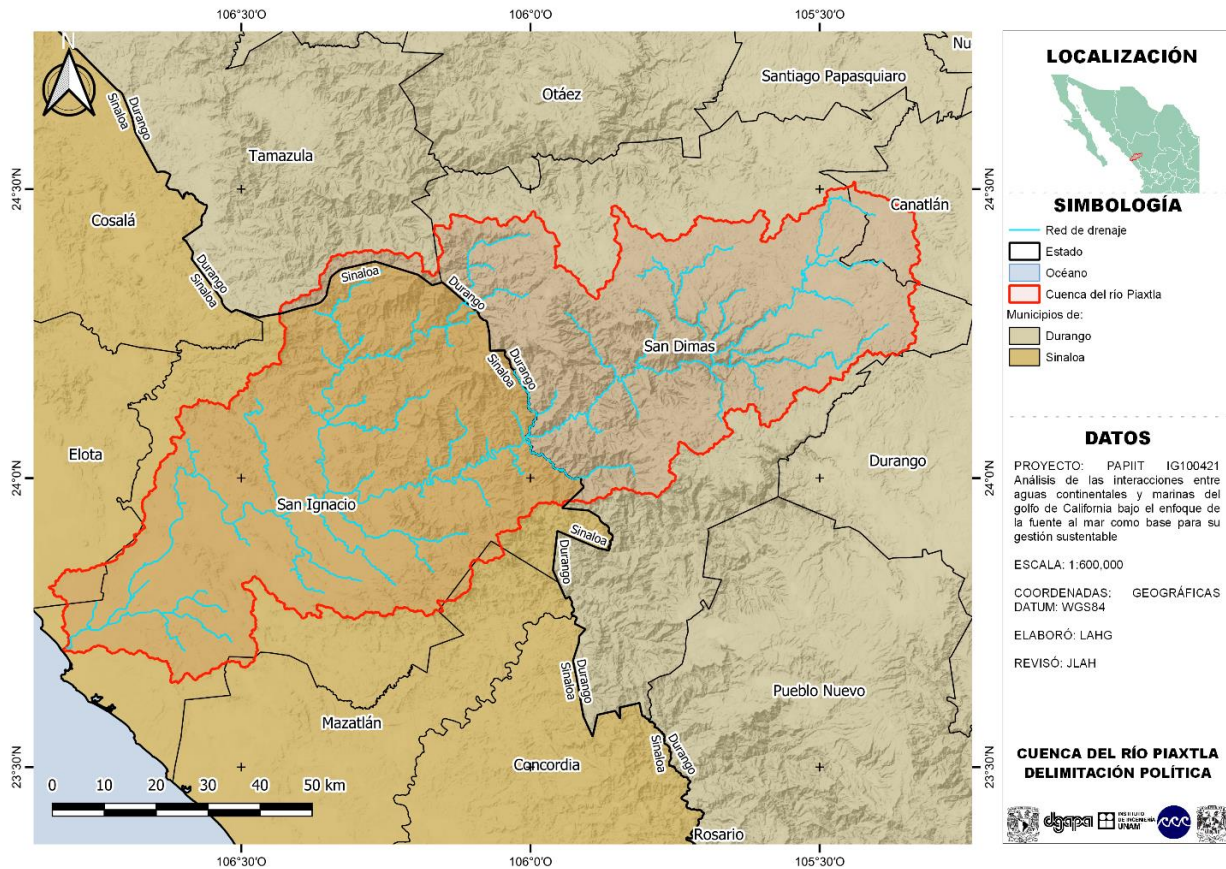 106°30'O
106°0'O
105°30'O
N
Nu
Santiago Papasquiaro
Otáez
Durango
Sinaloa
Tamazula
24°30'N
24°30'N
Canatlán
Cosalá
Sinaloa
Durango
Sinaloa
Durango
San Dimas
Durango
Sinaloa
Elota
Durango
24°0'N
24°0'N
San Ignacio
Sinaloa
Durango
Durango
Sinaloa
Pueblo Nuevo
Mazatlán
Durango
Sinaloa
Concordia
23°30'N
23°30'N
0 10 20 30 40 50 km
Rosario
106°30'O
106°0'O
105°30'O
LOCALIZACIÓN
SIMBOLOGÍA
Red de drenaje
Estado
Océano
Cuenca del río Piaxtla
Municipios de:
Durango
Sinaloa
DATOS
PROYECTO: PAPIIT IG100421
Análisis de las interacciones entre
aguas continentales y marinas del
golfo de California bajo el enfoque de
la fuente al mar como base para su
gestión sustentable
ESCALA: 1:600,000
COORDENADAS: GEOGRÁFICAS
DATUM: WGS84
ELABORÓ: LAHG
REVISÓ: JLAH
CUENCA DEL RÍO PIAXTLA
DELIMITACIÓN POLÍTICA
dgapa
INSTITUTO
DE INGENIERÍA
UNAM